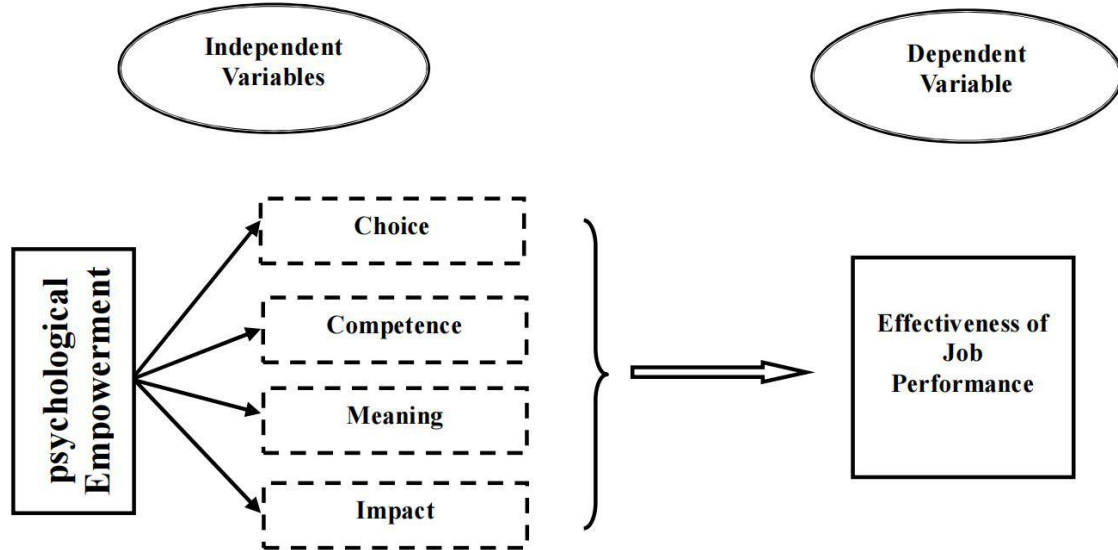 Independent
Variables
Dependent
Variable
psychological
Empowerment
Choice
Competence
Meaning
Impact
Effectiveness of
Job
Performance